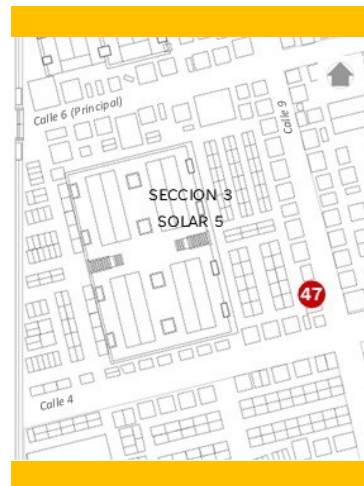 Calle 6 (Principal)
Calle 9
SECCION 3
SOLAR 5
47
Calle 4